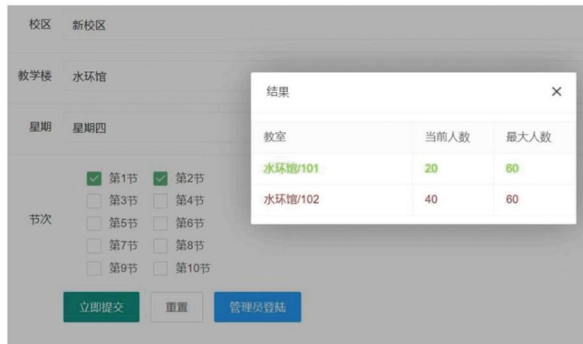 校区 新校区
教学楼 水环馆
星期 星期四
节次
第1节 第2节
第3节 第4节
第5节 第6节
第7节 第8节
第9节 第10节
立即提交 重置 管理员登陆
结果
教室 当前人数 最大人数
水环馆/101 20 60
水环馆/102 40 60